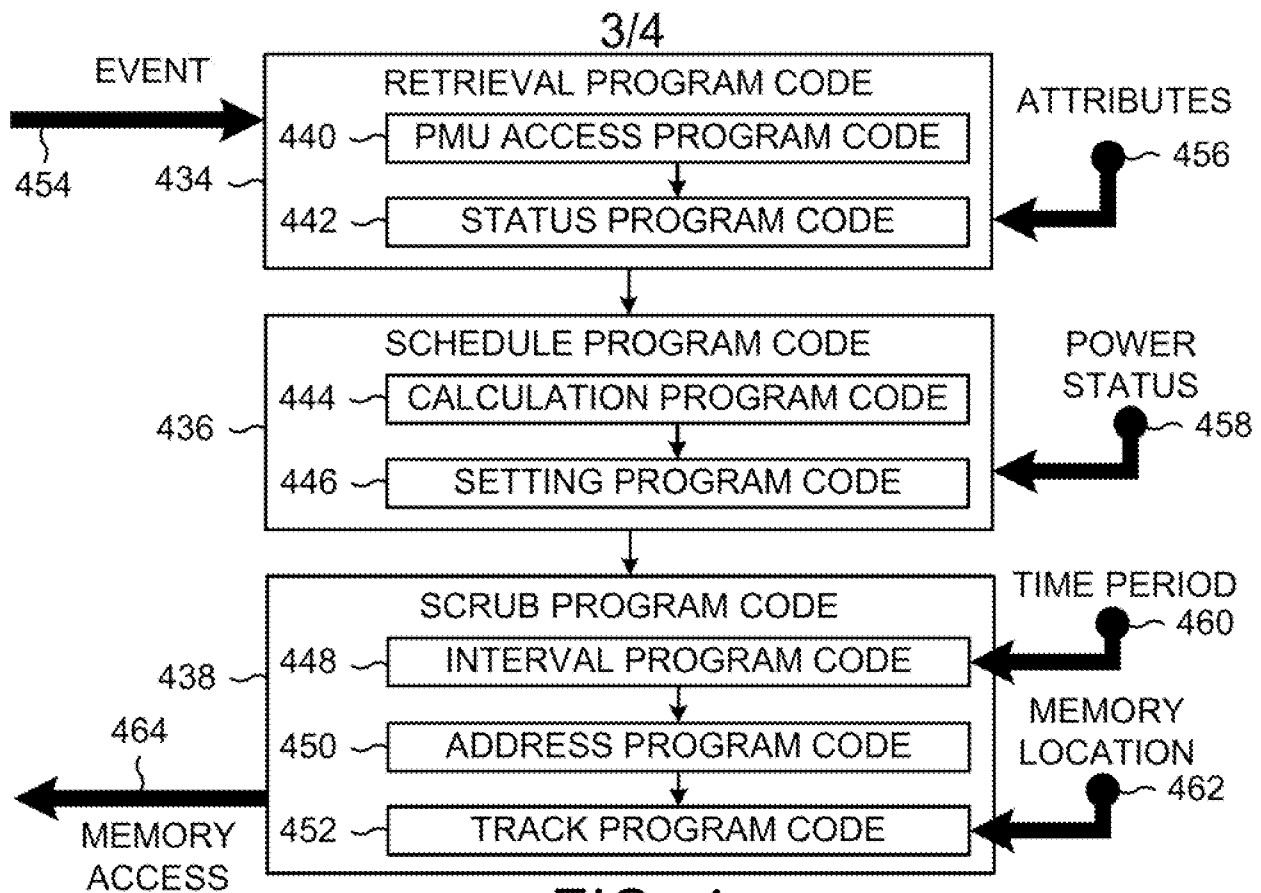 3/4
EVENT
454
RETRIEVAL PROGRAM CODE
434
440
PMU ACCESS PROGRAM CODE
442
STATUS PROGRAM CODE
ATTRIBUTES
456
SCHEDULE PROGRAM CODE
436
444
CALCULATION PROGRAM CODE
446
SETTING PROGRAM CODE
POWER
STATUS
458
SCRUB PROGRAM CODE
438
448
INTERVAL PROGRAM CODE
450
ADDRESS PROGRAM CODE
452
TRACK PROGRAM CODE
TIME PERIOD
460
MEMORY
LOCATION
462
464
MEMORY
ACCESS